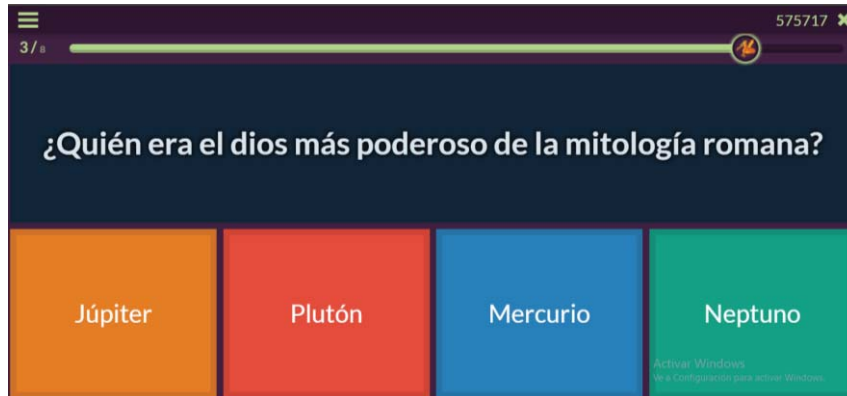 575717
3/8
¿Quién era el dios más poderoso de la mitología romana?
Júpiter
Plutón
Mercurio
Neptuno
Activar Windows
Ve a Configuración para activar Windows.